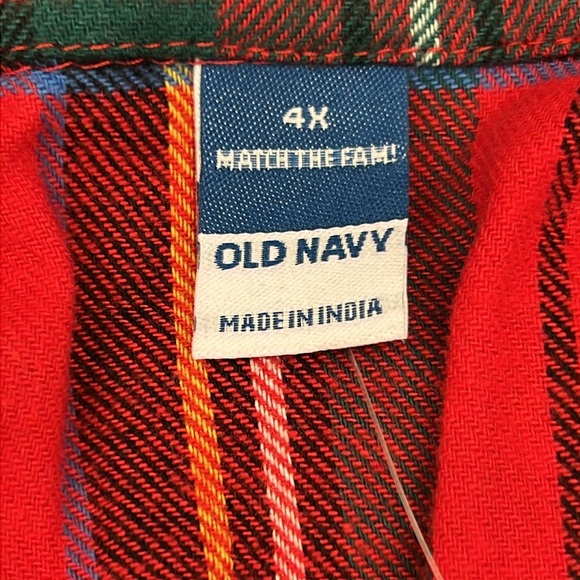 4X
MATCH THE FAM!
OLD NAVY
MADE IN INDIA